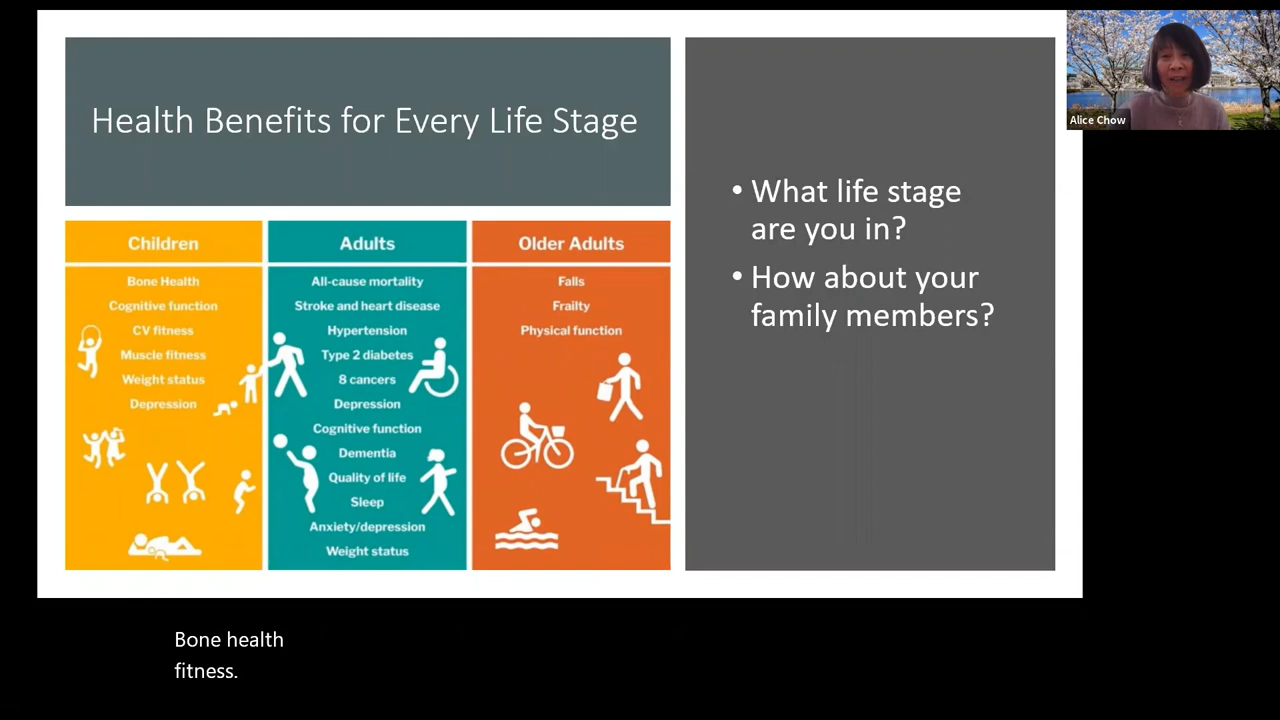 Health Benefits for Every Life Stage
Children
Bone Health
Cognitive function
CV fitness
Muscle fitness
Weight status
Depression
Adults
All-cause mortality
Stroke and heart disease
Hypertension
Type 2 diabetes
8 cancers
Depression
Cognitive function
Dementia
Quality of life
Sleep
Anxiety/depression
Weight status
Older Adults
Falls
Frailty
Physical function
• What life stage
are you in?
• How about your
family members?
Alice Chow
Bone health
fitness.